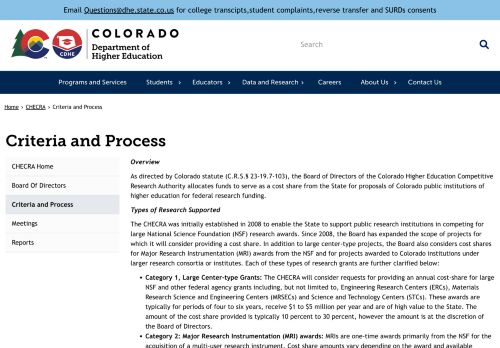 Email Questions@dhe.state.co.us for college transcipts,student complaints,reverse transfer and SURDs consents
COLORADO
Department of
Higher Education
CDHE
Search
Programs and Services
Students
Educators
Data and Research
Careers
About Us
Contact Us
Home > CHECRA > Criteria and Process
Criteria and Process
CHECRA Home
Board Of Directors
Criteria and Process
Meetings
Reports
Overview
As directed by Colorado statute (C.R.S.§ 23-19.7-103), the Board of Directors of the Colorado Higher Education Competitive
Research Authority allocates funds to serve as a cost share from the State for proposals of Colorado public institutions of
higher education for federal research funding.
Types of Research Supported
The CHECRA was initially established in 2008 to enable the State to support public research institutions in competing for
large National Science Foundation (NSF) research awards. Since 2008, the Board has expanded the scope of projects for
which it will consider providing a cost share. In addition to large center-type projects, the Board also considers cost shares
for Major Research Instrumentation (MRI) awards from the NSF and for projects awarded to Colorado institutions under
larger research consortia or institutes. Each of these types of research grants are further clarified below:
• Category 1, Large Center-type Grants: The CHECRA will consider requests for providing an annual cost-share for large
NSF and other federal agency grants including, but not limited to, Engineering Research Centers (ERCs), Materials
Research Science and Engineering Centers (MRSECs) and Science and Technology Centers (STCs). These awards are
typically for periods of four to six years, receive $1 to $5 million per year and are of high value to the State. The
amount of the cost share provided is typically 10 percent to 30 percent, however the amount is at the discretion of
the Board of Directors.
• Category 2: Major Research Instrumentation (MRI) awards: MRIs are one-time awards primarily from the NSF for the
acquisition of a multi-user research instrument. Cost share amounts vary depending on the award and available